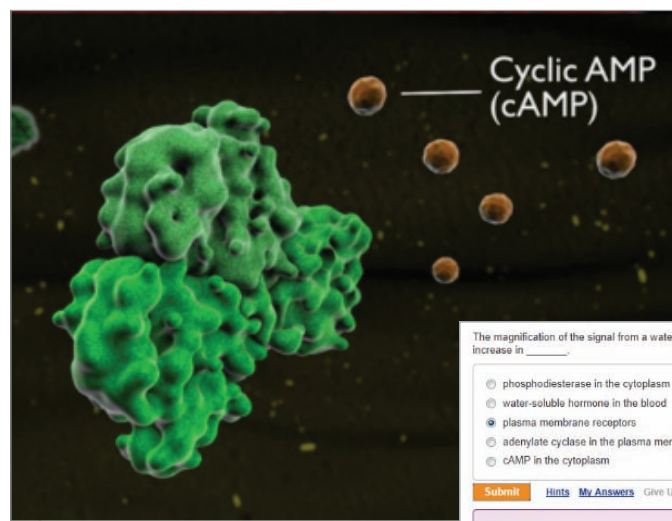 Cyclic AMP
(cAMP)
The magnification of the signal from a
increase in _______.
phosphodiesterase in the cytoplasm
water-soluble hormone in the blood
plasma membrane receptors
adenylate cyclase in the plasma
cAMP in the cytoplasm
Submit Hints My Answers Give